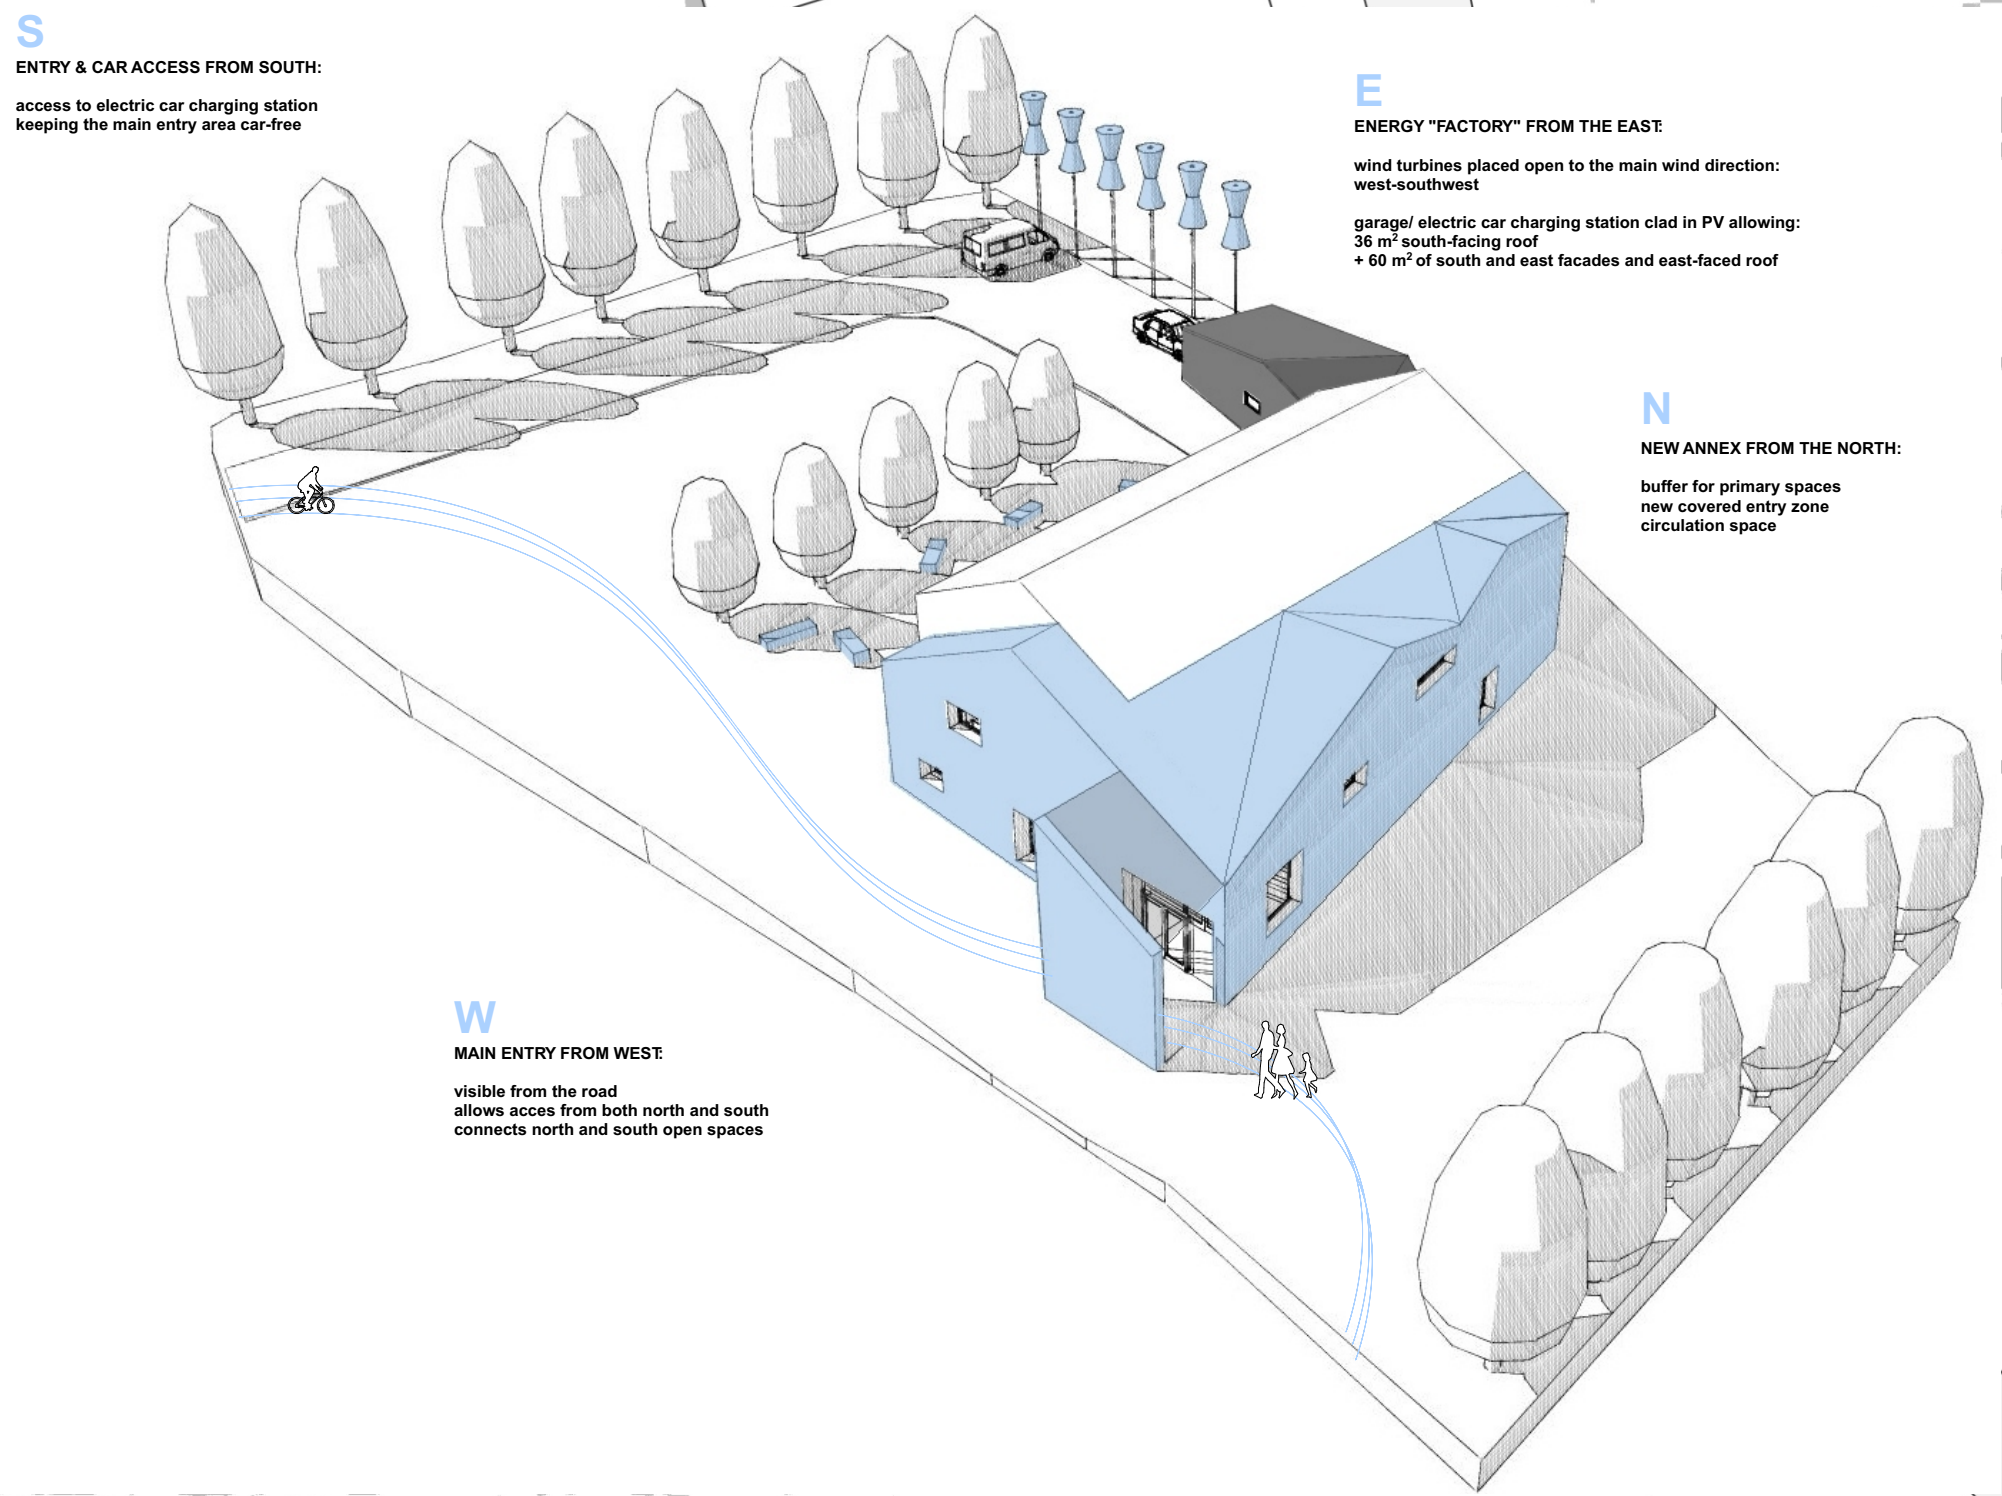 S
ENTRY & CAR ACCESS FROM SOUTH:
access to electric car charging station
keeping the main entry area car-free
E
ENERGY "FACTORY" FROM THE EAST:
wind turbines placed open to the main wind direction:
west-southwest
garage/ electric car charging station clad in PV allowing:
36 m² south-facing roof
+ 60 m² of south and east facades and east-faced roof
N
NEW ANNEX FROM THE NORTH:
buffer for primary spaces
new covered entry zone
circulation space
W
MAIN ENTRY FROM WEST:
visible from the road
allows acces from both north and south
connects north and south open spaces